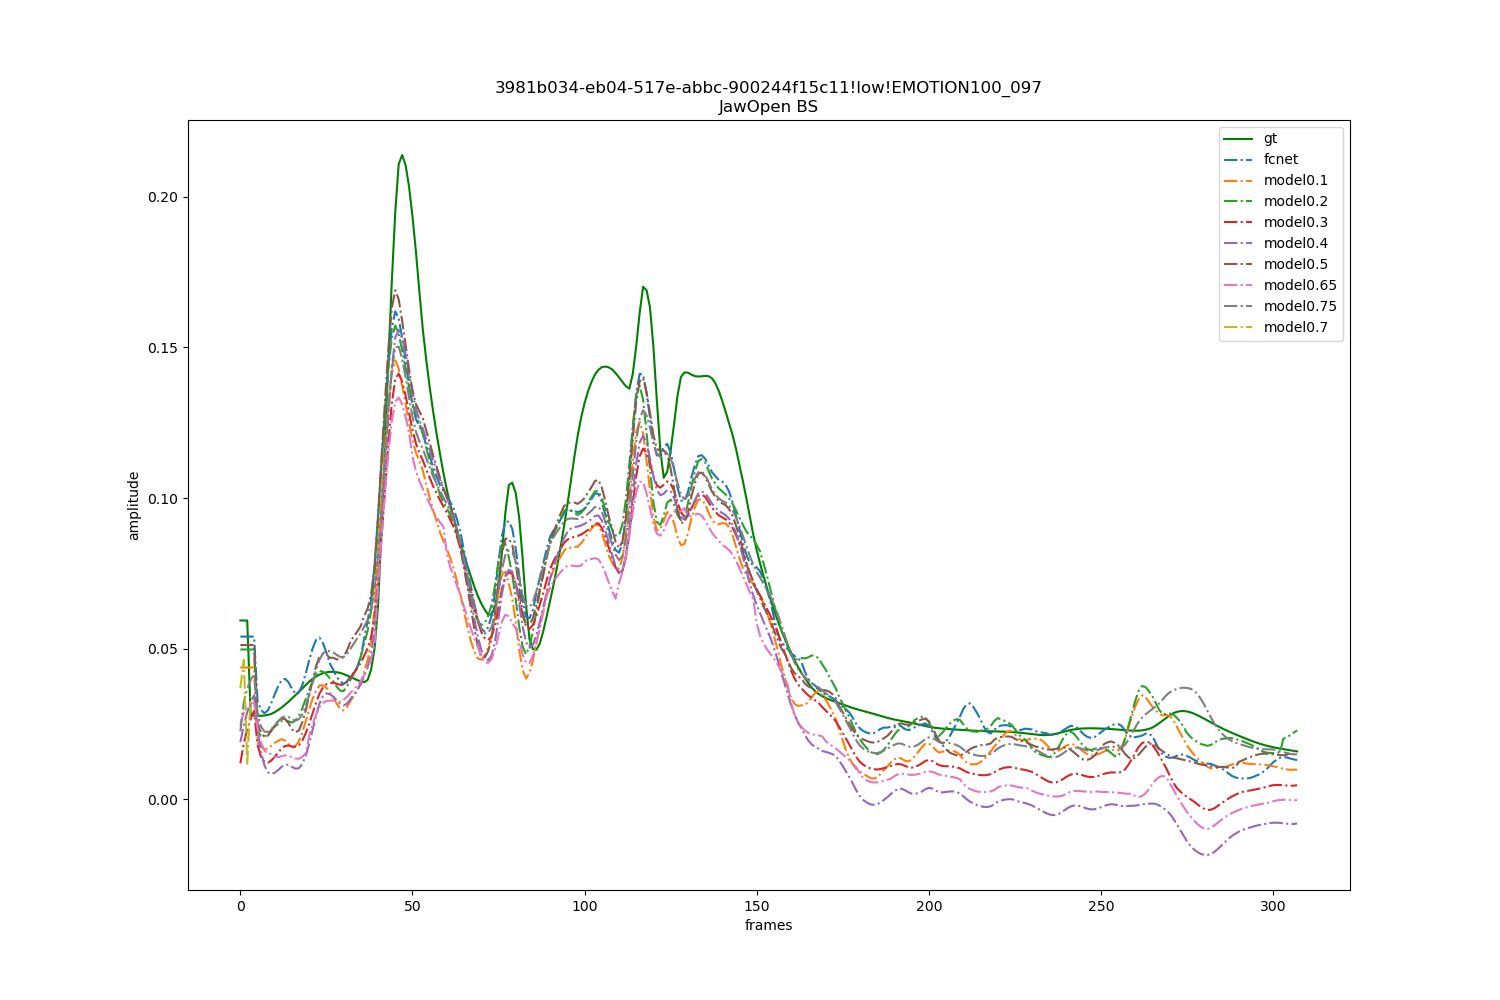 3981b034-eb04-517e-abbc-900244f15c11!low!EMOTION100_097
JawOpen BS
gt
fcnet
model0.1
model0.2
model0.3
model0.4
model0.5
model0.65
model0.75
model0.7
0.20
0.15
0.10
0.05
0.00
amplitude
0 50 100 150 200 250 300
frames